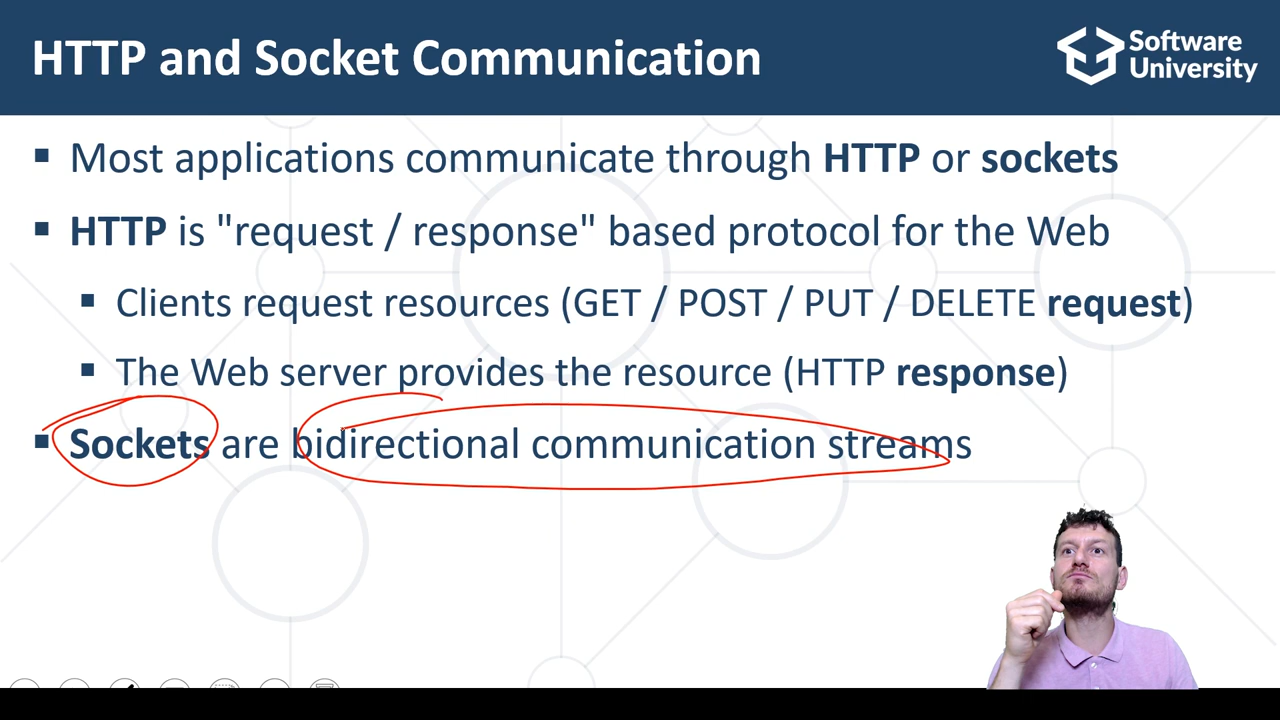 HTTP and Socket Communication
Software
University
▪ Most applications communicate through HTTP or sockets
▪ HTTP is "request / response" based protocol for the Web
▪ Clients request resources (GET / POST / PUT / DELETE request)
▪ The Web server provides the resource (HTTP response)
▪ Sockets are bidirectional communication streams